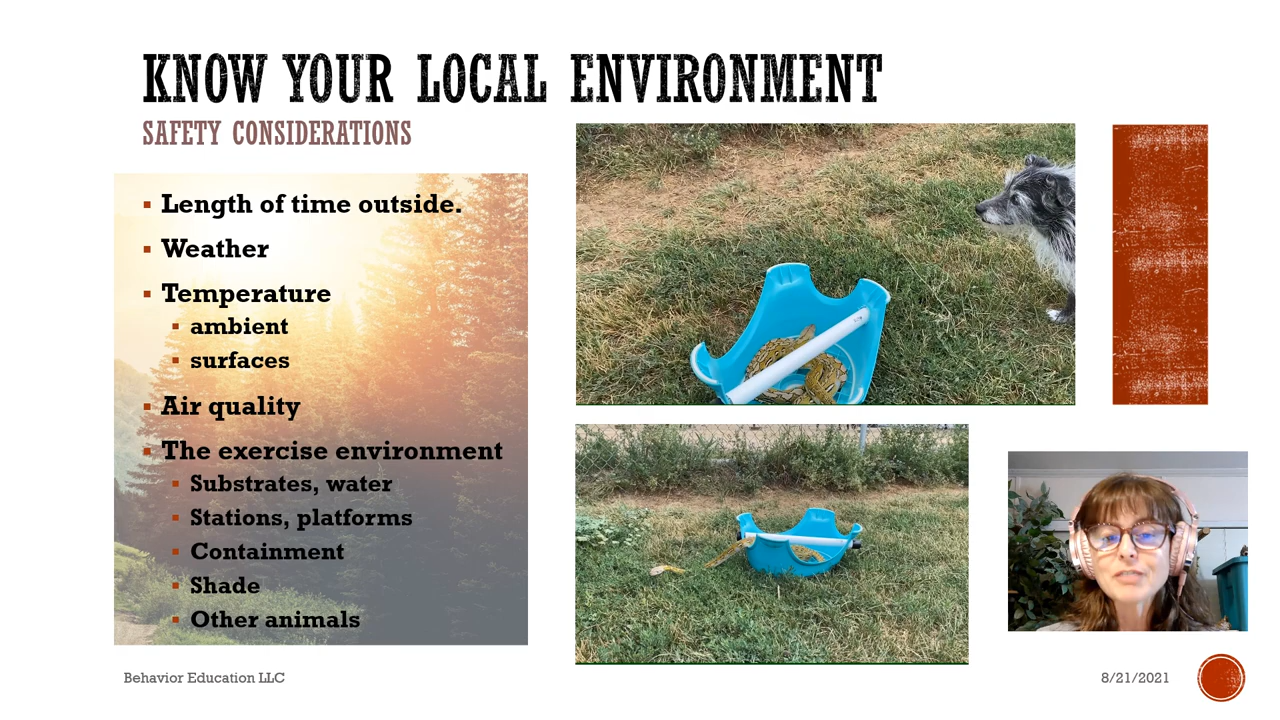 KNOW YOUR LOCAL ENVIRONMENT
SAFETY CONSIDERATIONS
Length of time outside.
Weather
Temperature
ambient
surfaces
Air quality
The exercise environment
Substrates, water
Stations, platforms
Containment
Shade
Other animals
Behavior Education LLC
8/21/2021